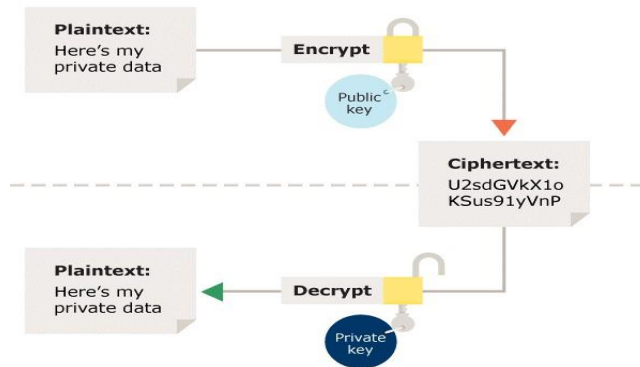 Plaintext:
Here's my
private data
Encrypt
Public
key
Ciphertext:
U2sdGVkX1o
KSus91yVnP
Plaintext:
Here's my
private data
Decrypt
Private
key